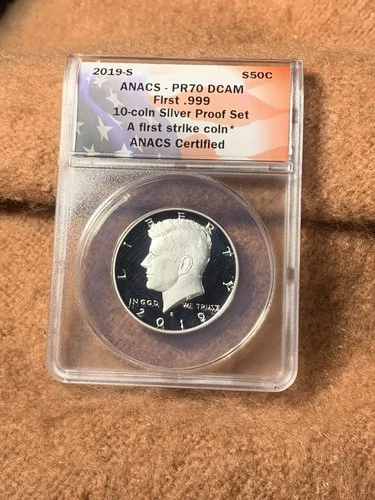 2019-S S50C
ANACS - PR70 DCAM
First .999
10-coin Silver Proof Set
A first strike coin*
ANACS Certified
LIBERTY
IN GOD WE TRUST
S
2019